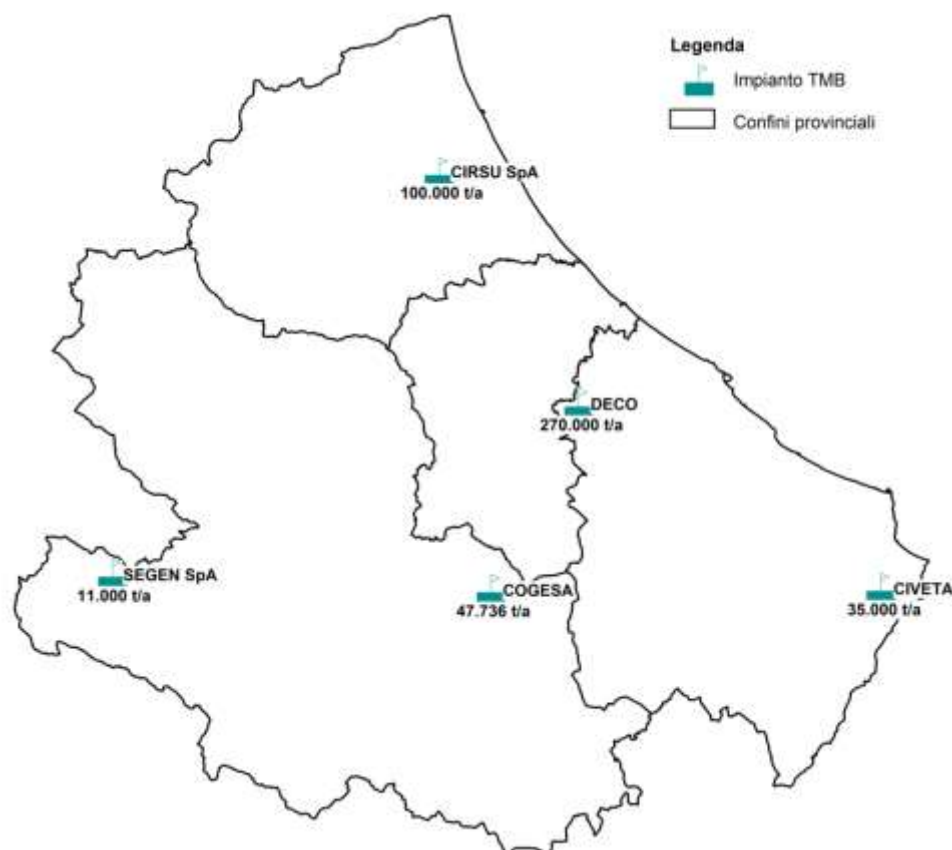 Legenda
Impianto TMB
Confini provinciali
CIRSU SpA
100.000 t/a
DECO
270.000 t/a
SEGEN SpA
11.000 t/a
COGESA
47.736 t/a
CIVETA
35.000 t/a